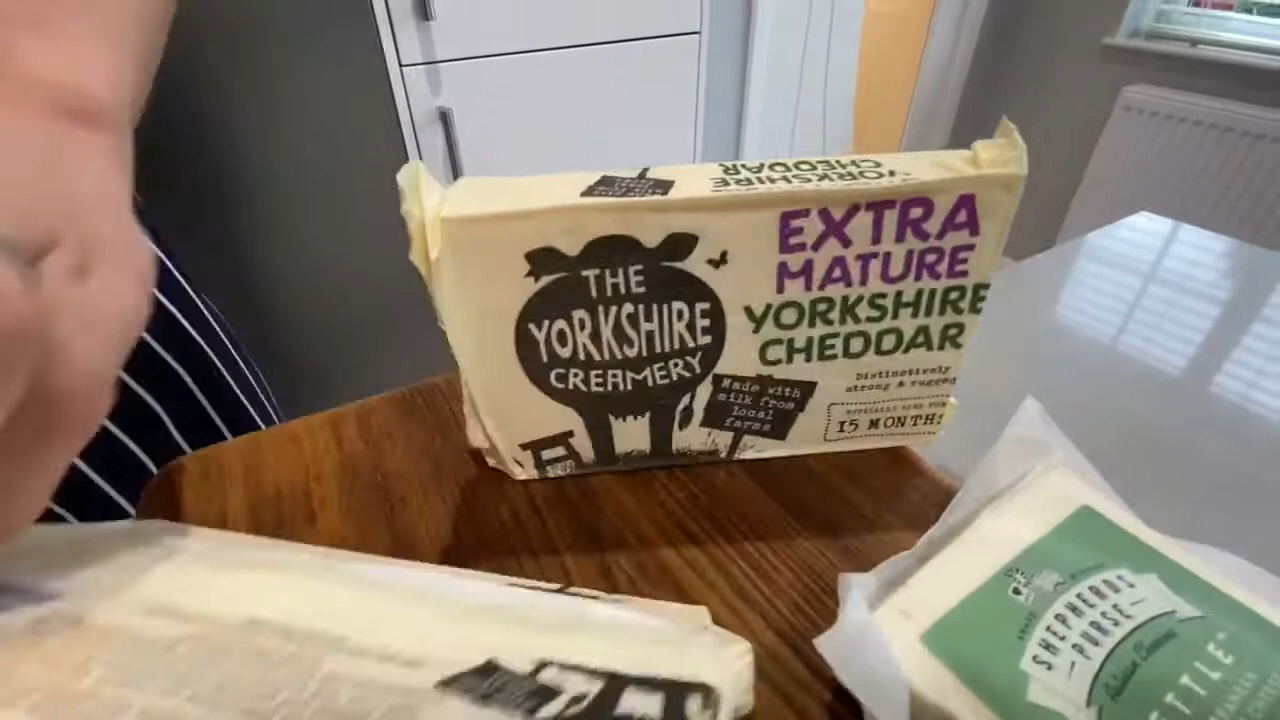 YORKSHIRE
CHEDDAR
EXTRA
MATURE
YORKSHIRE
CHEDDAR
Distinctively
strong & rugged
15 MONTHS
THE
YORKSHIRE
CREAMERY
Made with
milk from
local
farms
SHEPHERDS
PURSE